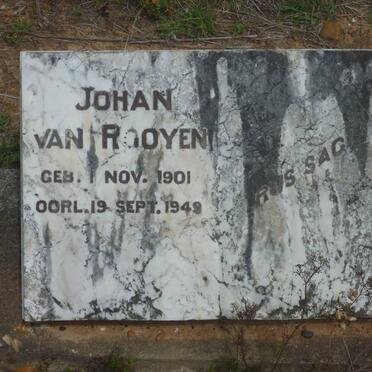 JOHAN
VAN ROOYEN
GEB. 1 NOV. 1901
OORL. 19 SEPT. 1949
RUS SAG